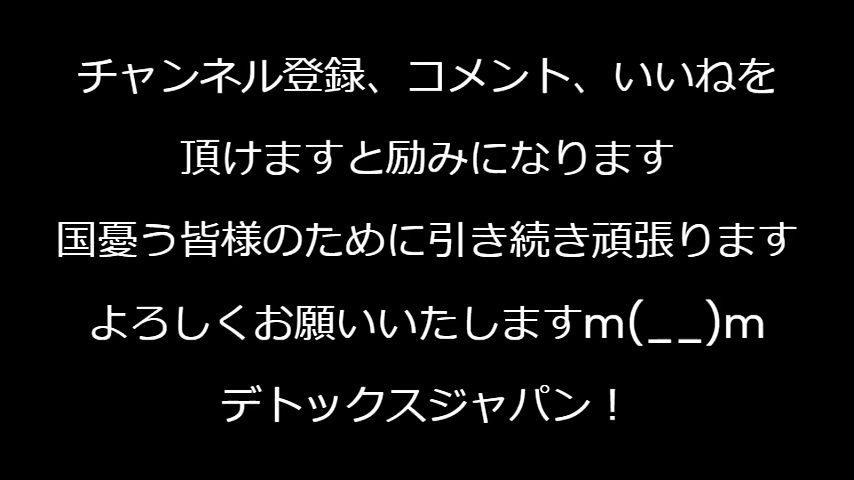 チャンネル登録、コメント、いいねを
頂けますと励みになります
国憂う皆様のために引き続き頑張ります
よろしくお願いいたしますm(__)m
デトックスジャパン！